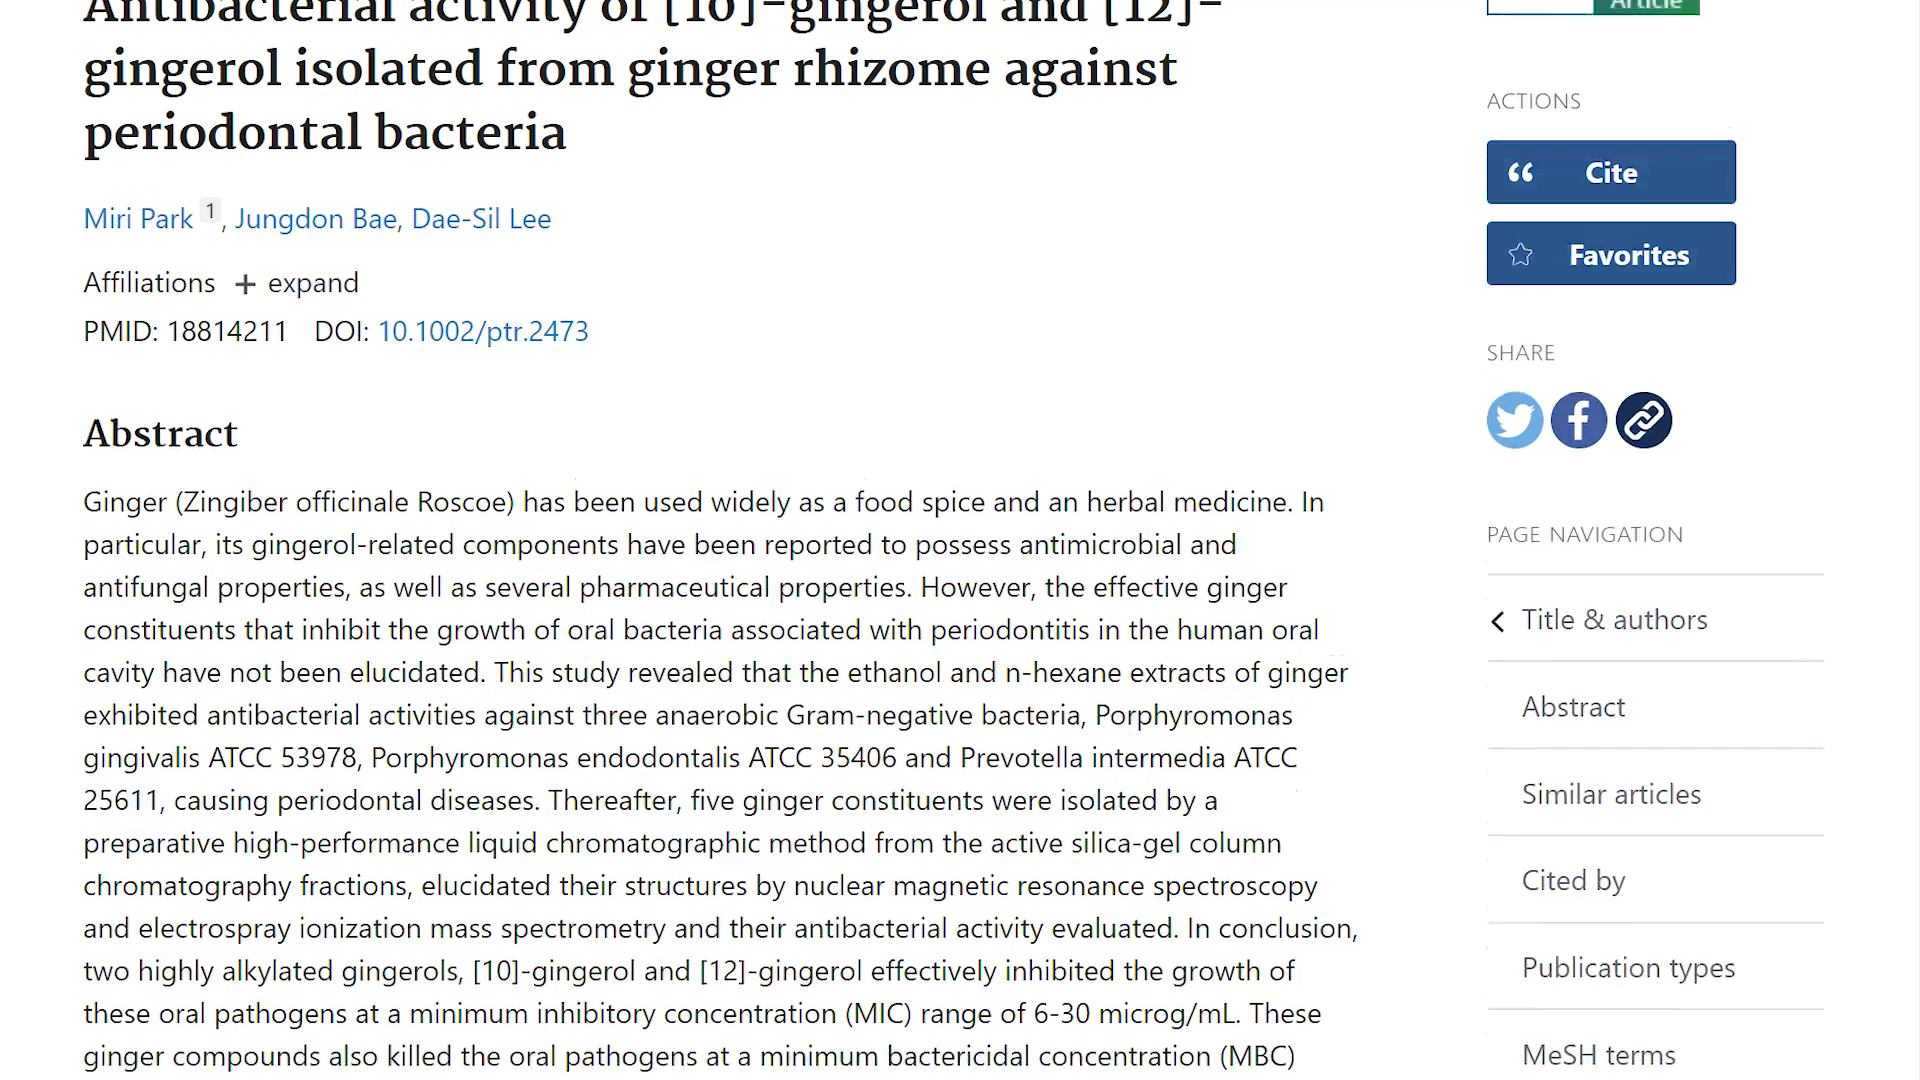 Antibacterial activity of [10]-gingerol and [12]-
gingerol isolated from ginger rhizome against
periodontal bacteria
Miri Park 1, Jungdon Bae, Dae-Sil Lee
Affiliations + expand
PMID: 18814211 DOI: 10.1002/ptr.2473
Abstract
Ginger (Zingiber officinale Roscoe) has been used widely as a food spice and an herbal medicine. In
particular, its gingerol-related components have been reported to possess antimicrobial and
antifungal properties, as well as several pharmaceutical properties. However, the effective ginger
constituents that inhibit the growth of oral bacteria associated with periodontitis in the human oral
cavity have not been elucidated. This study revealed that the ethanol and n-hexane extracts of ginger
exhibited antibacterial activities against three anaerobic Gram-negative bacteria, Porphyromonas
gingivalis ATCC 53978, Porphyromonas endodontalis ATCC 35406 and Prevotella intermedia ATCC
25611, causing periodontal diseases. Thereafter, five ginger constituents were isolated by a
preparative high-performance liquid chromatographic method from the active silica-gel column
chromatography fractions, elucidated their structures by nuclear magnetic resonance spectroscopy
and electrospray ionization mass spectrometry and their antibacterial activity evaluated. In conclusion,
two highly alkylated gingerols, [10]-gingerol and [12]-gingerol effectively inhibited the growth of
these oral pathogens at a minimum inhibitory concentration (MIC) range of 6-30 microg/mL. These
ginger compounds also killed the oral pathogens at a minimum bactericidal concentration (MBC)
Article
ACTIONS
Cite
Favorites
SHARE
PAGE NAVIGATION
Title & authors
Abstract
Similar articles
Cited by
Publication types
MeSH terms